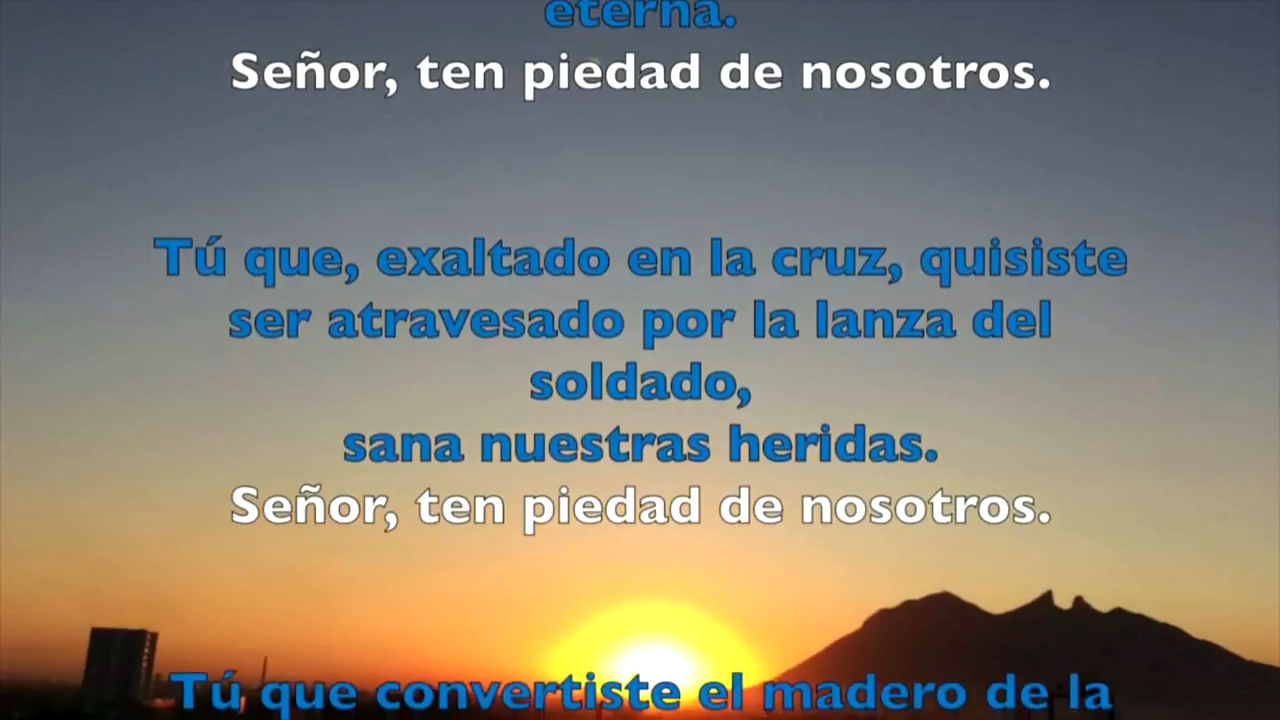 eterna.
Señor, ten piedad de nosotros.
Tú que, exaltado en la cruz, quisiste
ser atravesado por la lanza del
soldado,
sana nuestras heridas.
Señor, ten piedad de nosotros.
Tú que convertiste el madero de la